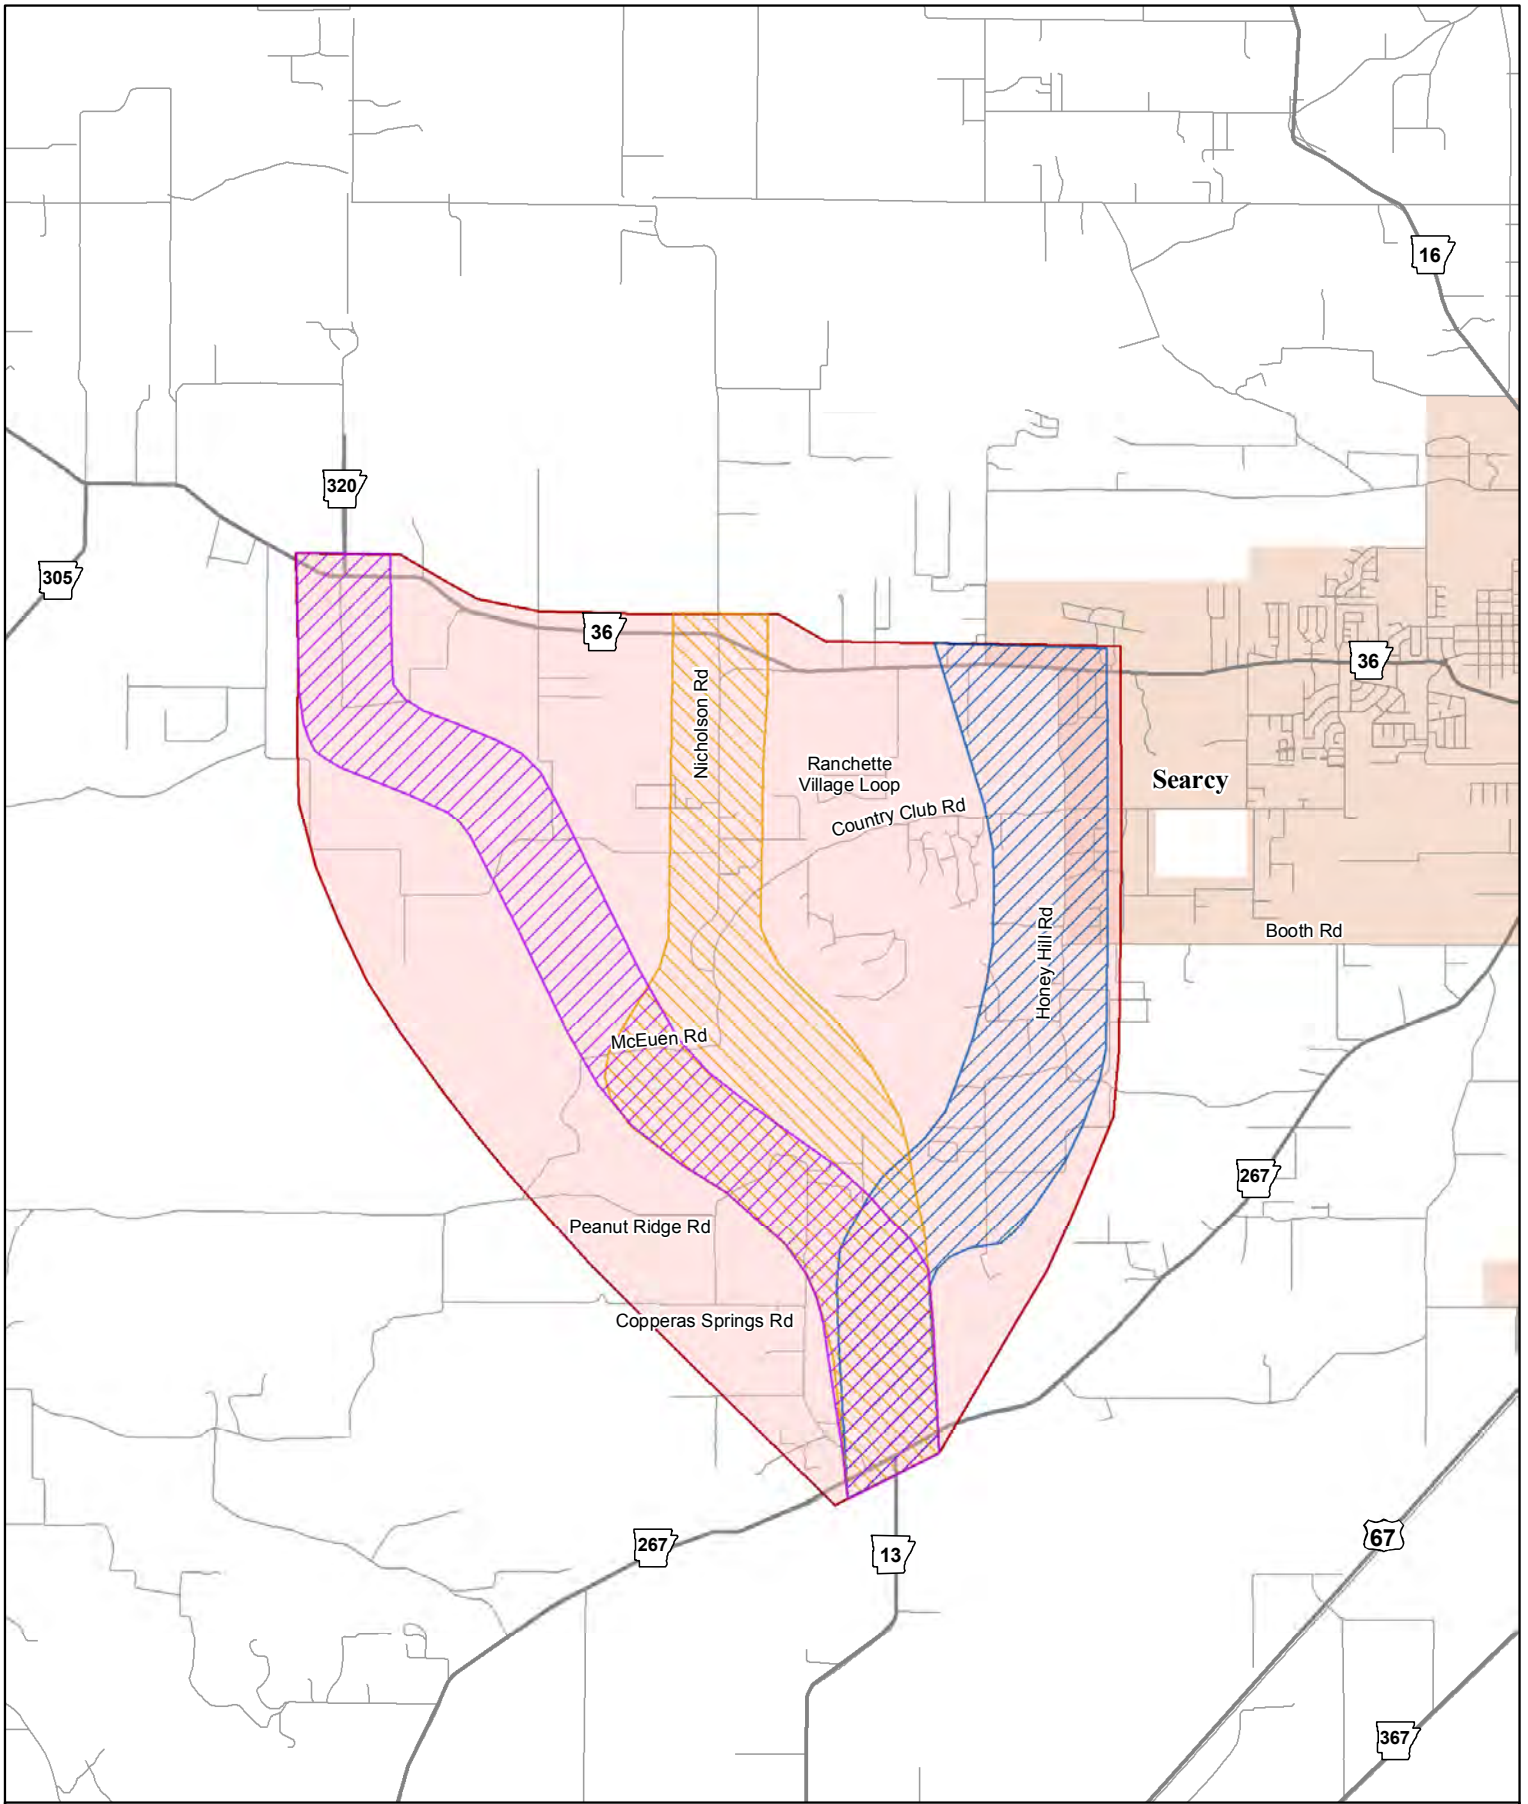 16
320
305
36
36
Nicholson Rd
Ranchette
Village Loop
Country Club Rd
Searcy
Honey Hill Rd
Booth Rd
McEuen Rd
267
Peanut Ridge Rd
Copperas Springs Rd
267
13
67
367